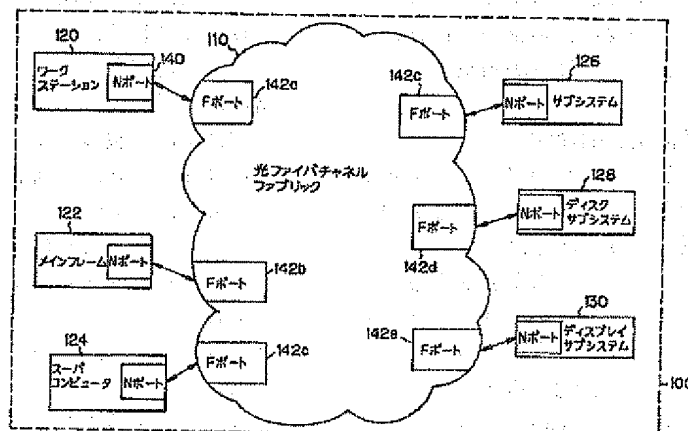 110
120
ワーク
ステーション
Nポート
140
Fポート
142a
142c
Fポート
126
Nポート
サブシステム
光ファイバチャネル
ファブリック
128
Nポート
ディスク
サブシステム
Fポート
142d
122
メインフレーム
Nポート
Fポート
142b
130
Nポート
ディスプレイ
サブシステム
142e
Fポート
124
スーパ
コンピュータ
Nポート
Fポート
142c
100